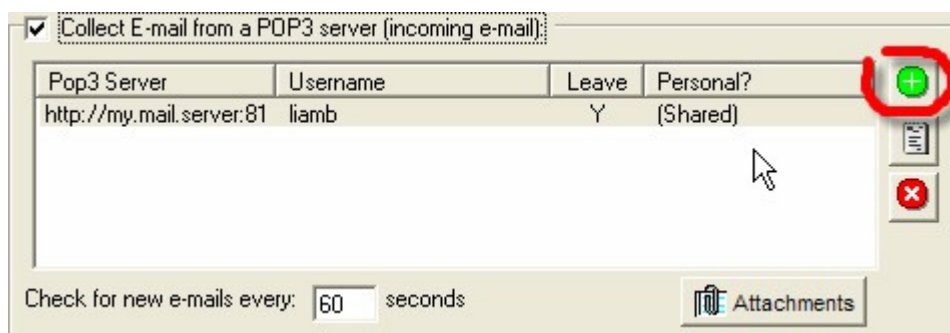 Collect E-mail from a POP3 server (incoming e-mail):
Pop3 Server Username Leave Personal?
http://my.mail.server:81 liamb Y (Shared)
Check for new e-mails every: 60 seconds Attachments